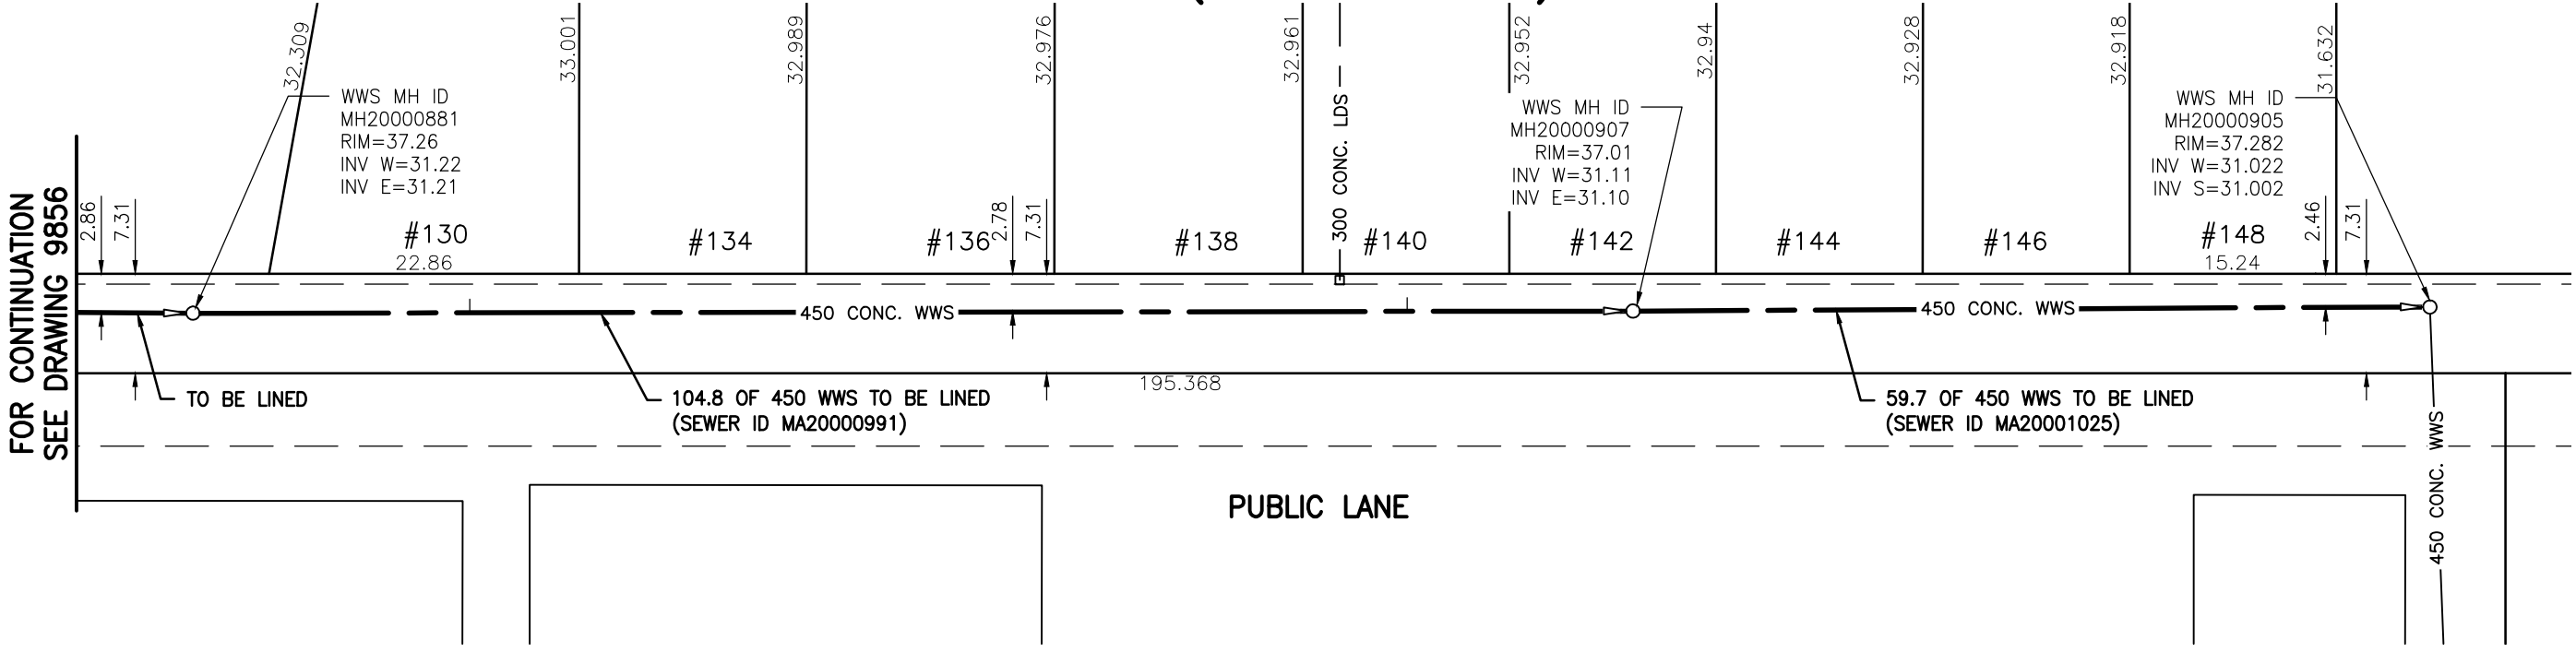 32.309
33.001
32.989
32.976
32.961
32.952
32.94
32.928
32.918
31.632
WWS MH ID
MH20000881
RIM=37.26
INV W=31.22
INV E=31.21
300 CONC. LDS
WWS MH ID
MH20000907
RIM=37.01
INV W=31.11
INV E=31.10
WWS MH ID
MH20000905
RIM=37.282
INV W=31.022
INV S=31.002
FOR CONTINUATION
SEE DRAWING 9856
2.86
7.31
#130
22.86
#134
#136
2.78
7.31
#138
#140
#142
#144
#146
#148
15.24
2.46
7.31
450 CONC. WWS
450 CONC. WWS
TO BE LINED
104.8 OF 450 WWS TO BE LINED
(SEWER ID MA20000991)
195.368
59.7 OF 450 WWS TO BE LINED
(SEWER ID MA20001025)
450 CONC. WWS
PUBLIC LANE